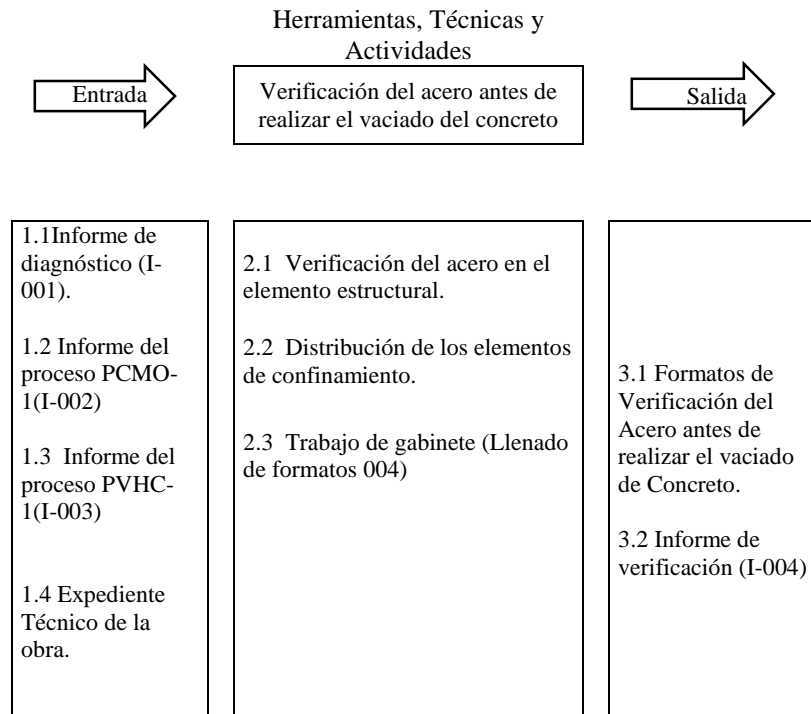 Herramientas, Técnicas y
Actividades
Entrada
Verificación del acero antes de
realizar el vaciado del concreto
Salida
1.1Informe de
diagnóstico (I-
001).
1.2 Informe del
proceso PCMO-
1(I-002)
1.3 Informe del
proceso PVHC-
1(I-003)
1.4 Expediente
Técnico de la
obra.
2.1 Verificación del acero en el
elemento estructural.
2.2 Distribución de los elementos
de confinamiento.
2.3 Trabajo de gabinete (Llenado
de formatos 004)
3.1 Formatos de
Verificación del
Acero antes de
realizar el vaciado
de Concreto.
3.2 Informe de
verificación (I-004)